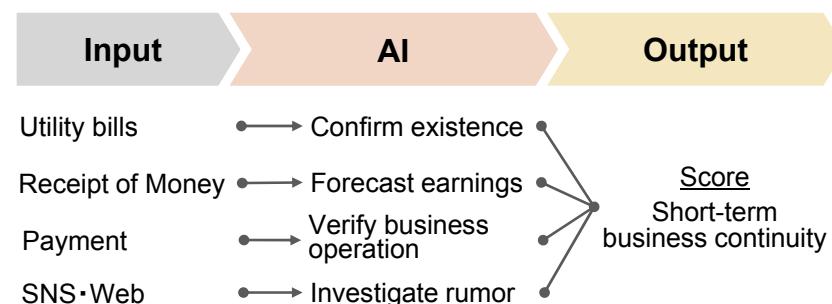 Input
AI
Output
Utility bills
Confirm existence
Receipt of Money
Forecast earnings
Payment
Verify business
operation
SNS・Web
Investigate rumor
Score
Short-term
business continuity